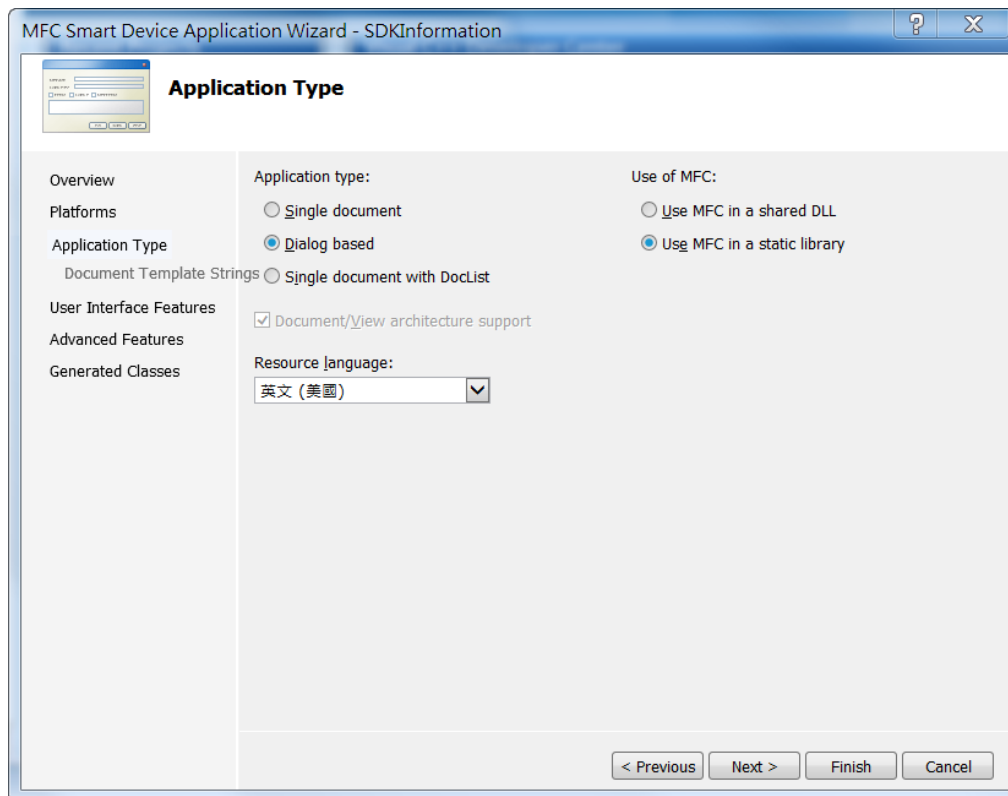 MFC Smart Device Application Wizard - SDKInformation
Application Type
Overview
Platforms
Application Type
Document Template Strings
User Interface Features
Advanced Features
Generated Classes
Application type:
Single document
Dialog based
Single document with DocList
Document/View architecture support
Resource language:
英文 (美國)
Use of MFC:
Use MFC in a shared DLL
Use MFC in a static library
< Previous
Next >
Finish
Cancel